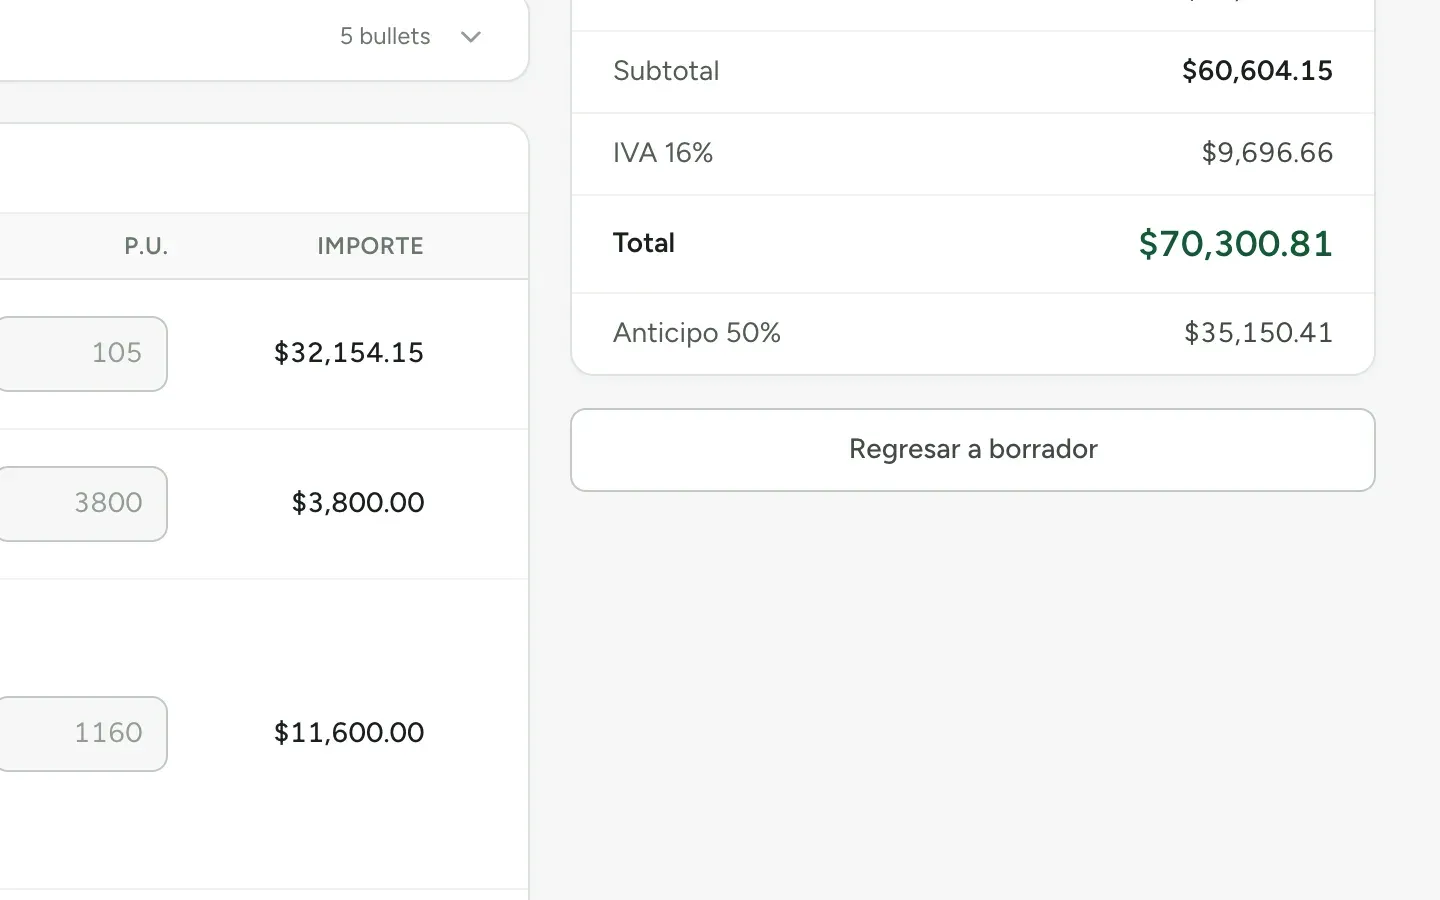 5 bullets
P.U. IMPORTE
105 $32,154.15
3800 $3,800.00
1160 $11,600.00
Subtotal $60,604.15
IVA 16% $9,696.66
Total $70,300.81
Anticipo 50% $35,150.41
Regresar a borrador